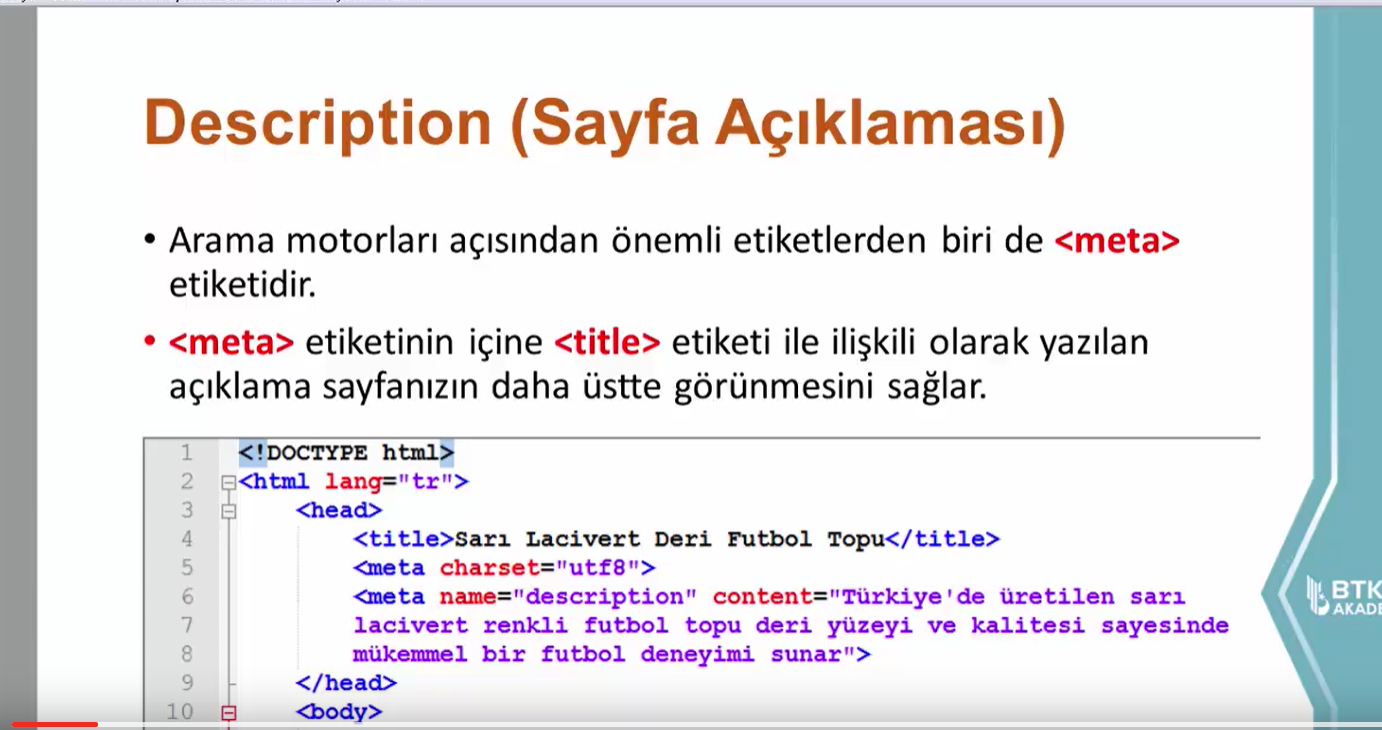 Description (Sayfa Açıklaması)
• Arama motorları açısından önemli etiketlerden biri de <meta>
etiketidir.
• <meta> etiketinin içine <title> etiketi ile ilişkili olarak yazılan
açıklama sayfanızın daha üstte görünmesini sağlar.
1 <!DOCTYPE html>
2 <html lang="tr">
3 <head>
4 <title>Sarı Lacivert Deri Futbol Topu</title>
5 <meta charset="utf8">
6 <meta name="description" content="Türkiye'de üretilen sarı
7 lacivert renkli futbol topu deri yüzeyi ve kalitesi sayesinde
8 mükemmel bir futbol deneyimi sunar">
9 </head>
10 <body>
BTK
AKADE